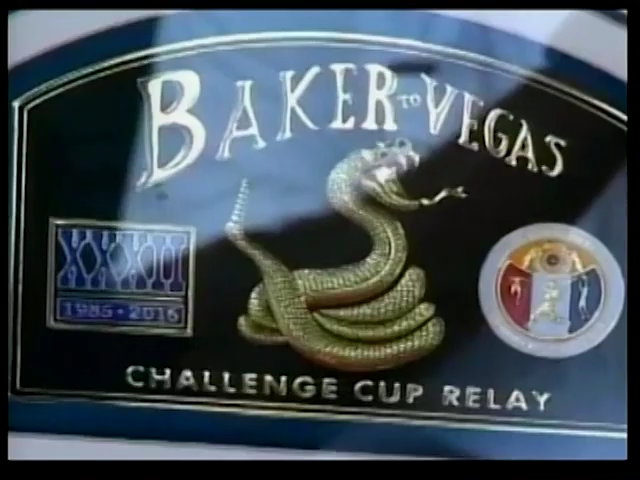 BAKER TO VEGAS
XXXII
1985 • 2016
CHALLENGE CUP RELAY